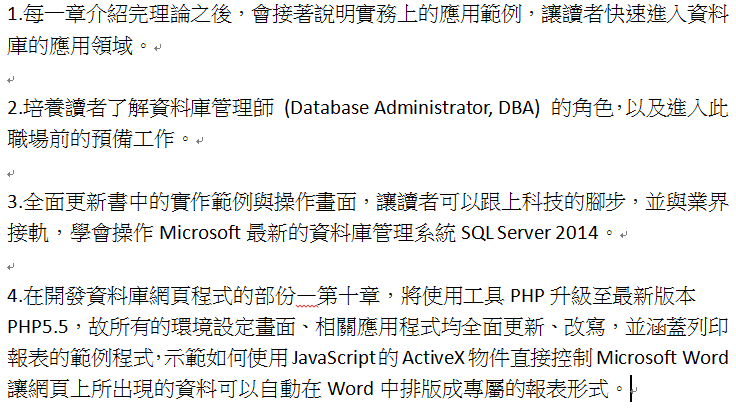 1.每一章介紹完理論之後，會接著說明實務上的應用範例，讓讀者快速進入資料
庫的應用領域。
2.培養讀者了解資料庫管理師 (Database Administrator, DBA) 的角色，以及進入此
職場前的預備工作。
3.全面更新書中的實作範例與操作畫面，讓讀者可以跟上科技的腳步，並與業界
接軌，學會操作 Microsoft 最新的資料庫管理系統 SQL Server 2014。
4.在開發資料庫網頁程式的部份—第十章，將使用工具 PHP 升級至最新版本
PHP5.5，故所有的環境設定畫面、相關應用程式均全面更新、改寫，並涵蓋列印
報表的範例程式，示範如何使用 JavaScript 的 ActiveX 物件直接控制 Microsoft Word
讓網頁上所出現的資料可以自動在 Word 中排版成專屬的報表形式。